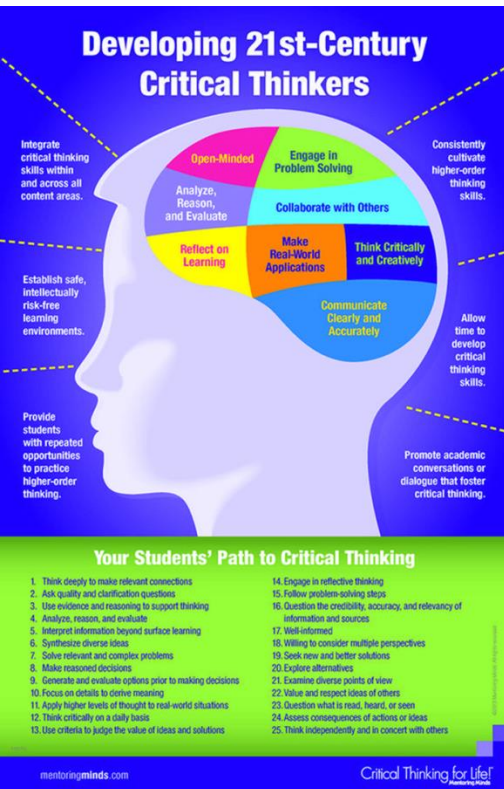 Developing 21st-Century
Critical Thinkers
Integrate
critical thinking
skills within
and across all
content areas.
Consistently
cultivate
higher-order
thinking
skills.
Open-Minded
Engage in
Problem Solving
Analyze,
Reason,
and Evaluate
Collaborate with Others
Reflect on
Learning
Make
Real-World
Applications
Think Critically
and Creatively
Communicate
Clearly and
Accurately
Establish safe,
intellectually
risk-free
learning
environments.
Allow
time to
develop
critical
thinking
skills.
Provide
students
with repeated
opportunities
to practice
higher-order
thinking.
Promote academic
conversations or
dialogue that foster
critical thinking.
Your Students' Path to Critical Thinking
1. Think deeply to make relevant connections
2. Ask quality and clarification questions
3. Use evidence and reasoning to support thinking
4. Analyze, reason, and evaluate
5. Interpret information beyond surface learning
6. Synthesize diverse ideas
7. Solve relevant and complex problems
8. Make reasoned decisions
9. Generate and evaluate options prior to making decisions
10. Focus on details to derive meaning
11. Apply higher levels of thought to real-world situations
12. Think critically on a daily basis
13. Use criteria to judge the value of ideas and solutions
14. Engage in reflective thinking
15. Follow problem-solving steps
16. Question the credibility, accuracy, and relevancy of
information and sources
17. Well-informed
18. Willing to consider multiple perspectives
19. Seek new and better solutions
20. Explore alternatives
21. Examine diverse points of view
22. Value and respect ideas of others
23. Question what is read, heard, or seen
24. Assess consequences of actions or ideas
25. Think independently and in concert with others
mentoringminds.com
Critical Thinking for Life!
Mentoring Minds